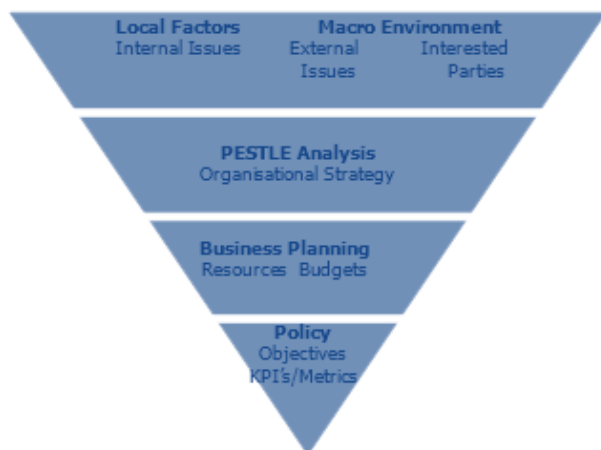 Local Factors Macro Environment
Internal Issues External Interested
Issues Parties
PESTLE Analysis
Organisational Strategy
Business Planning
Resources Budgets
Policy
Objectives
KPI's/Metrics